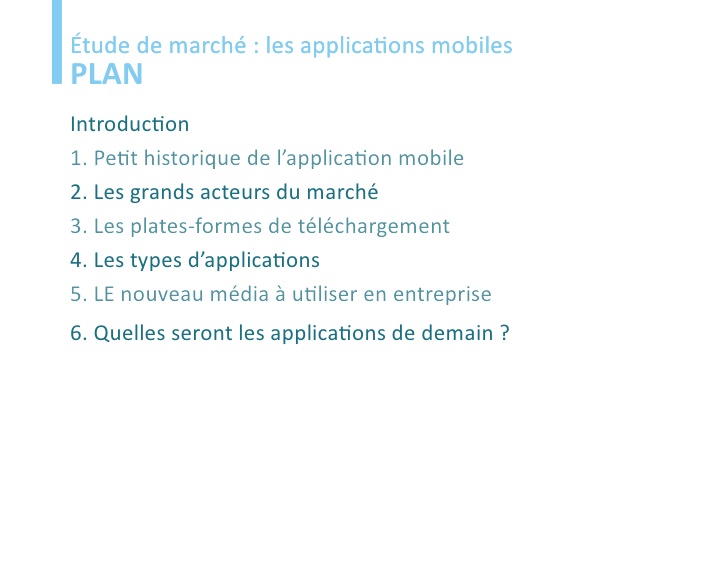 Étude de marché : les applications mobiles
PLAN
Introduction
1. Petit historique de l’application mobile
2. Les grands acteurs du marché
3. Les plates-formes de téléchargement
4. Les types d’applications
5. LE nouveau média à utiliser en entreprise
6. Quelles seront les applications de demain ?